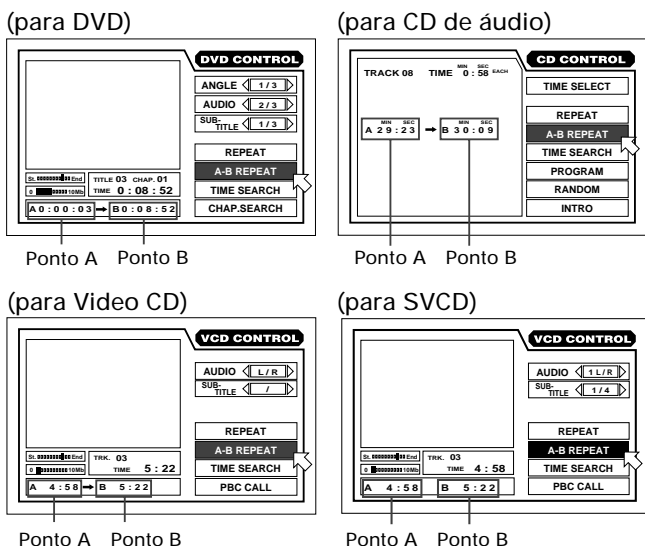 (para DVD)
DVD CONTROL
ANGLE 1/3
AUDIO 2/3
SUB-TITLE 1/3
REPEAT
A-B REPEAT
TIME SEARCH
CHAP.SEARCH
St. End
0 10Mb
TITLE 03 CHAP. 01
TIME 0:08:52
A 0:00:03 → B 0:08:52
Ponto A Ponto B
(para CD de áudio)
CD CONTROL
TRACK 08 TIME MIN SEC 0:58 EACH
TIME SELECT
REPEAT
A-B REPEAT
TIME SEARCH
PROGRAM
RANDOM
INTRO
MIN SEC MIN SEC
A 29:23 → B 30:09
Ponto A Ponto B
(para Video CD)
VCD CONTROL
AUDIO L/R
SUB-TITLE /
REPEAT
A-B REPEAT
TIME SEARCH
PBC CALL
St. End
0 10Mb
TRK. 03
TIME 5:22
A 4:58 → B 5:22
Ponto A Ponto B
(para SVCD)
VCD CONTROL
AUDIO 1 L/R
SUB-TITLE 1/4
REPEAT
A-B REPEAT
TIME SEARCH
PBC CALL
St. End
0 10Mb
TRK. 03
TIME 4:58
A 4:58 B 5:22
Ponto A Ponto B